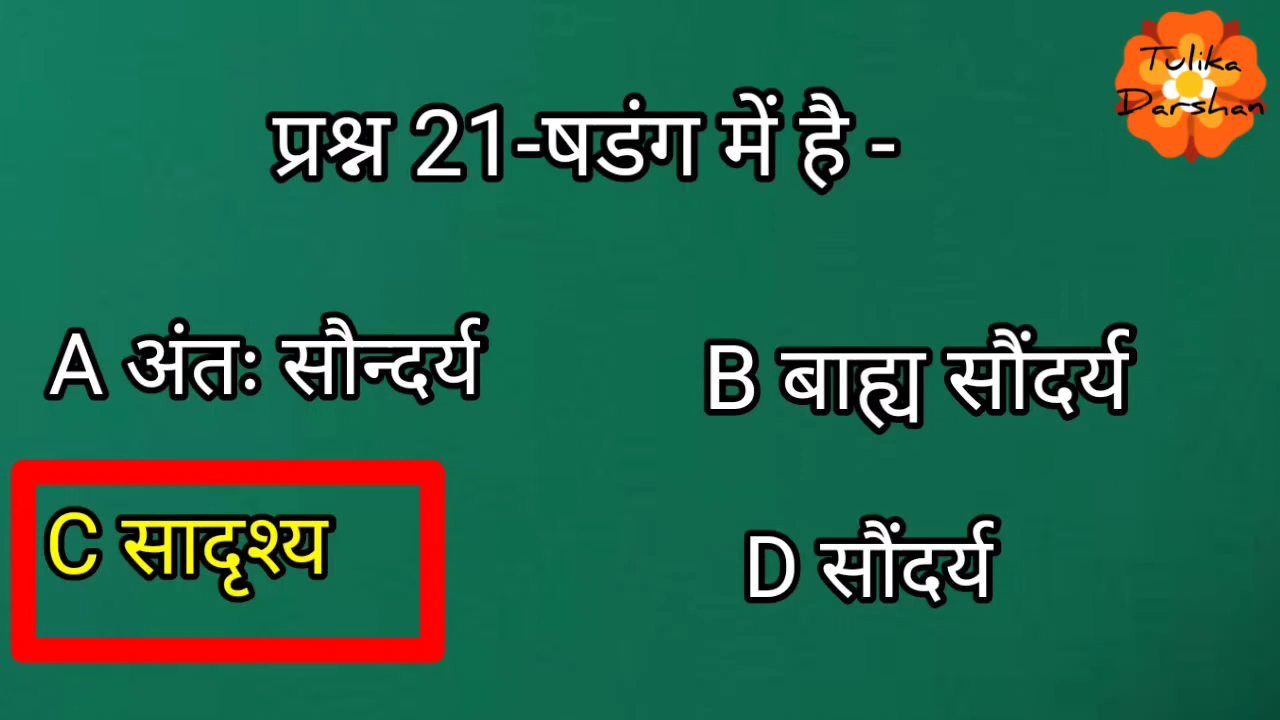 Tulika
Darshan
प्रश्न 21-षडंग में है -
A अंतः सौन्दर्य
B बाह्य सौंदर्य
C सादृश्य
D सौंदर्य